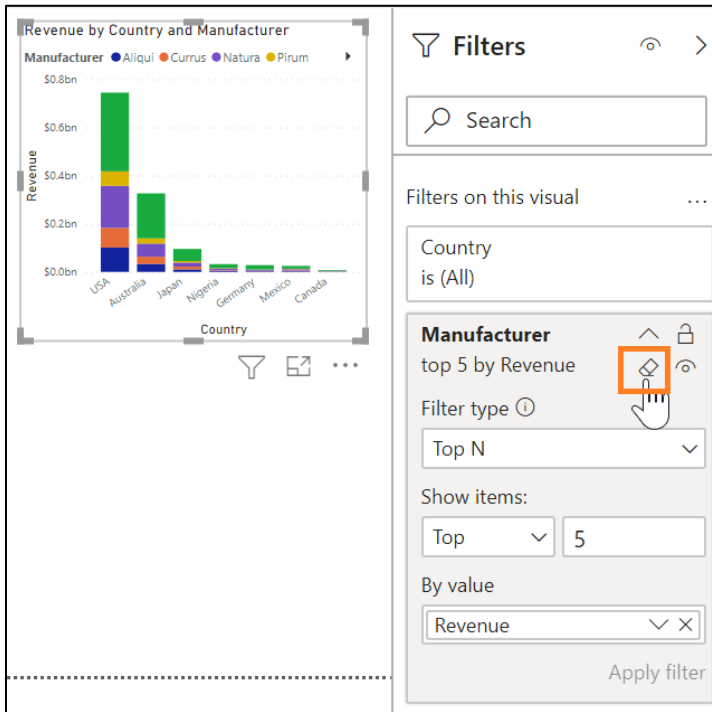 Revenue by Country and Manufacturer
Manufacturer Aliqui Currus Natura Pirum
$0.8bn
$0.6bn
$0.4bn
$0.2bn
$0.0bn
Revenue
USA Australia Japan Nigeria Germany Mexico Canada
Country
Filters
Search
Filters on this visual
Country
is (All)
Manufacturer
top 5 by Revenue
Filter type
Top N
Show items:
Top 5
By value
Revenue
Apply filter